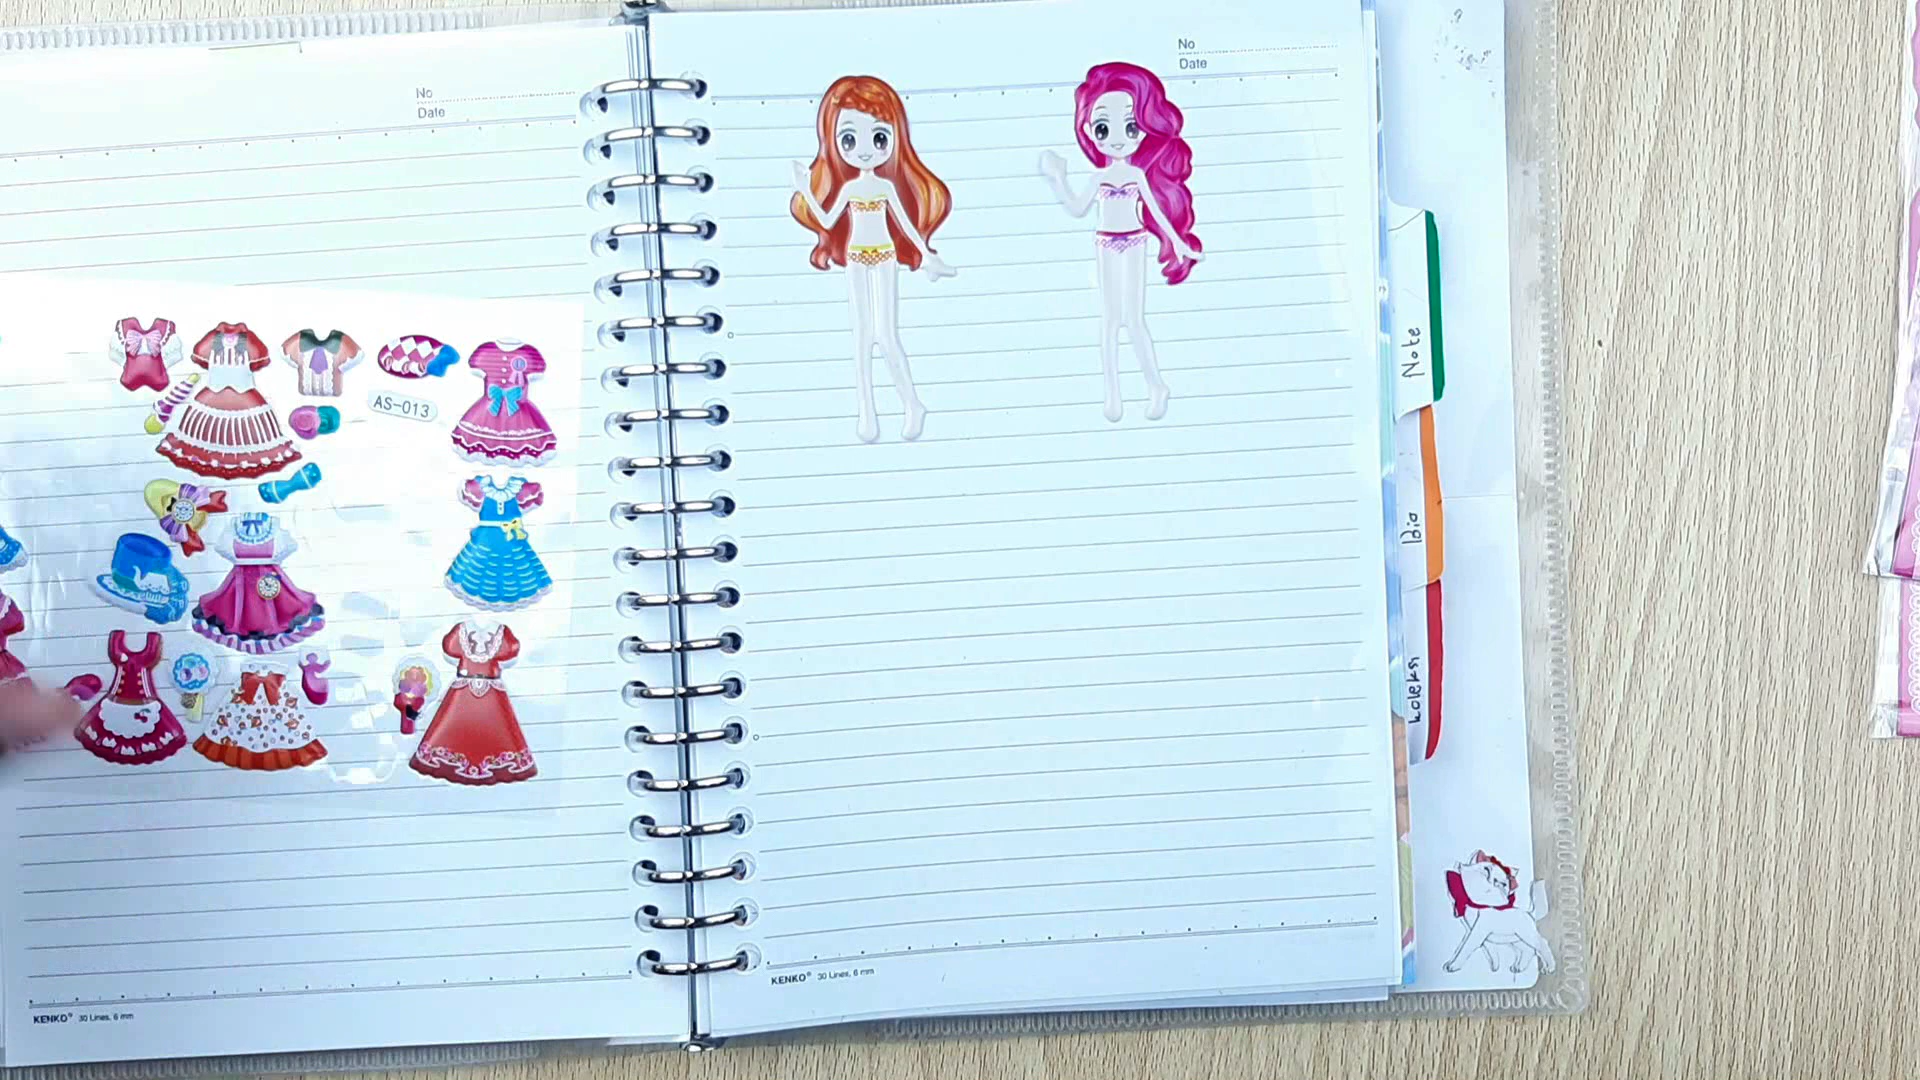 No
Date
AS-013
KENKO® 30 Lines, 6 mm
No
Date
KENKO® 30 Lines, 6 mm
Note
Bio
koleksi